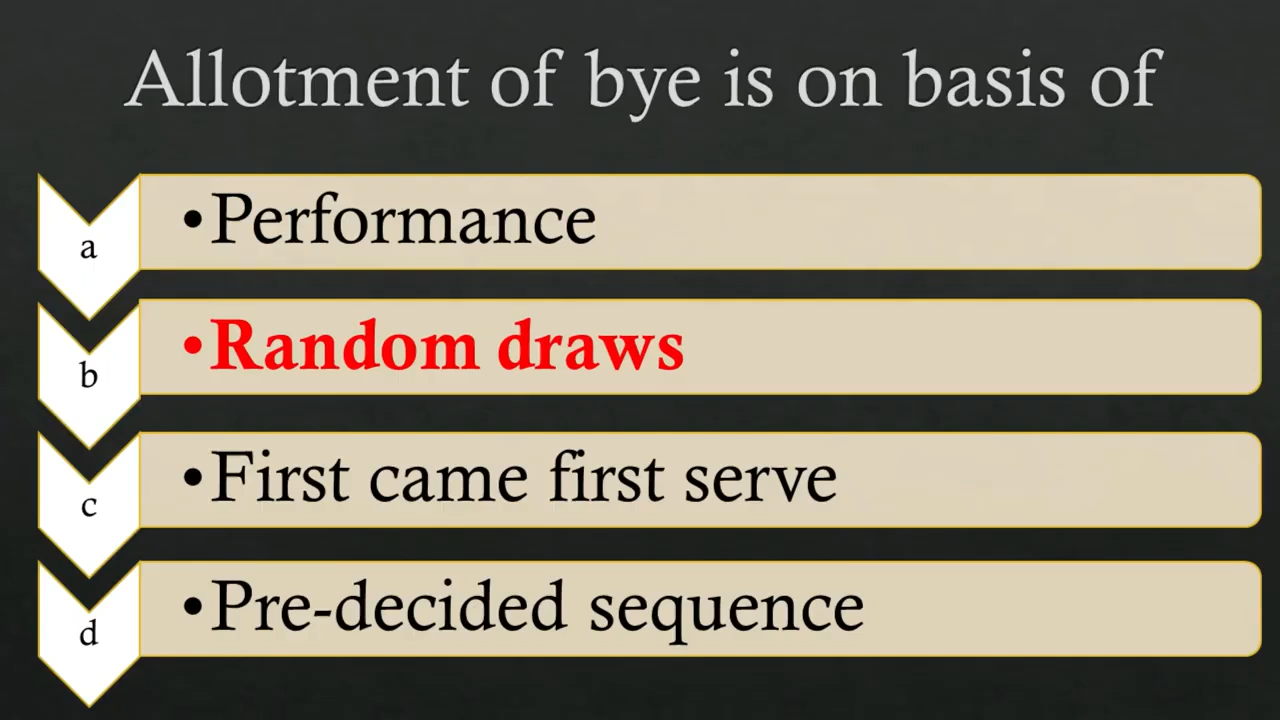 Allotment of bye is on basis of
a
•Performance
b
•Random draws
c
•First came first serve
d
•Pre-decided sequence